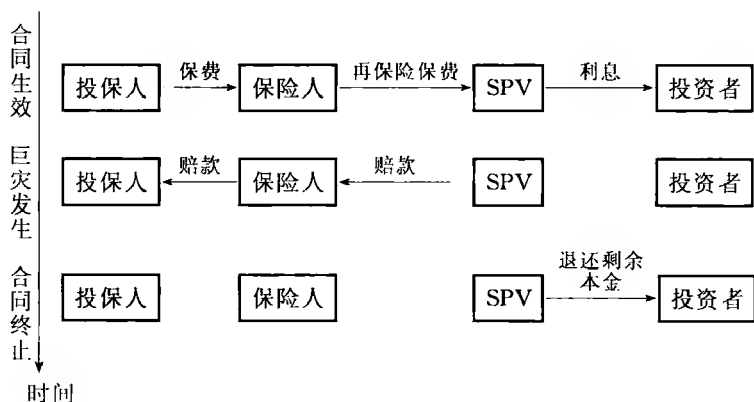 合同生效
保费
再保险保费
利息
投保人
保险人
SPV
投资者
巨灾发生
赔款
赔款
投保人
保险人
SPV
投资者
合同终止
退还剩余
本金
投保人
保险人
SPV
投资者
时间